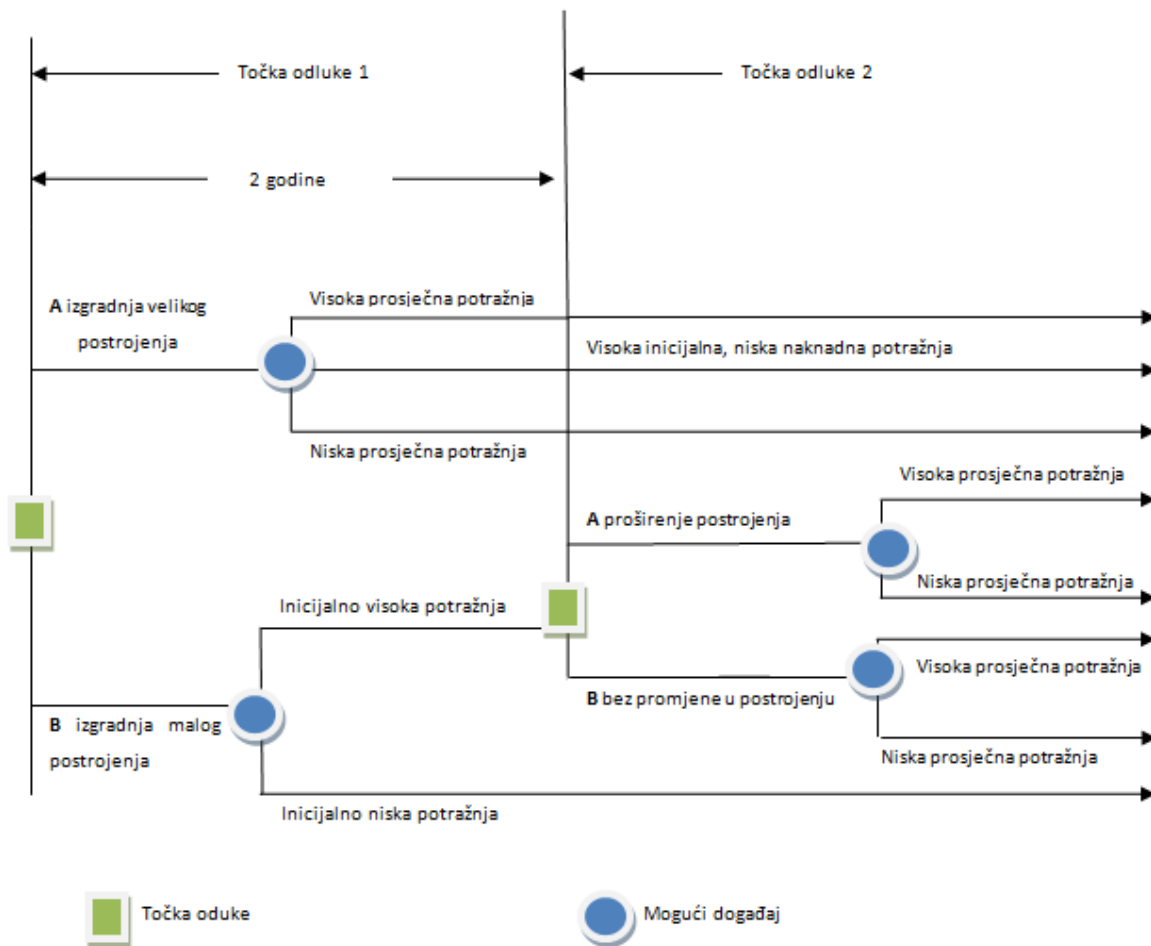 Točka odluke 1
Točka odluke 2
2 godine
A izgradnja velikog
postrojenja
Visoka prosječna potražnja
Visoka inicijalna, niska naknadna potražnja
Niska prosječna potražnja
Visoka prosječna potražnja
A proširenje postrojenja
Niska prosječna potražnja
Inicijalno visoka potražnja
Visoka prosječna potražnja
B bez promjene u postrojenju
B izgradnja malog
postrojenja
Niska prosječna potražnja
Inicijalno niska potražnja
Točka oduke
Mogući događaj